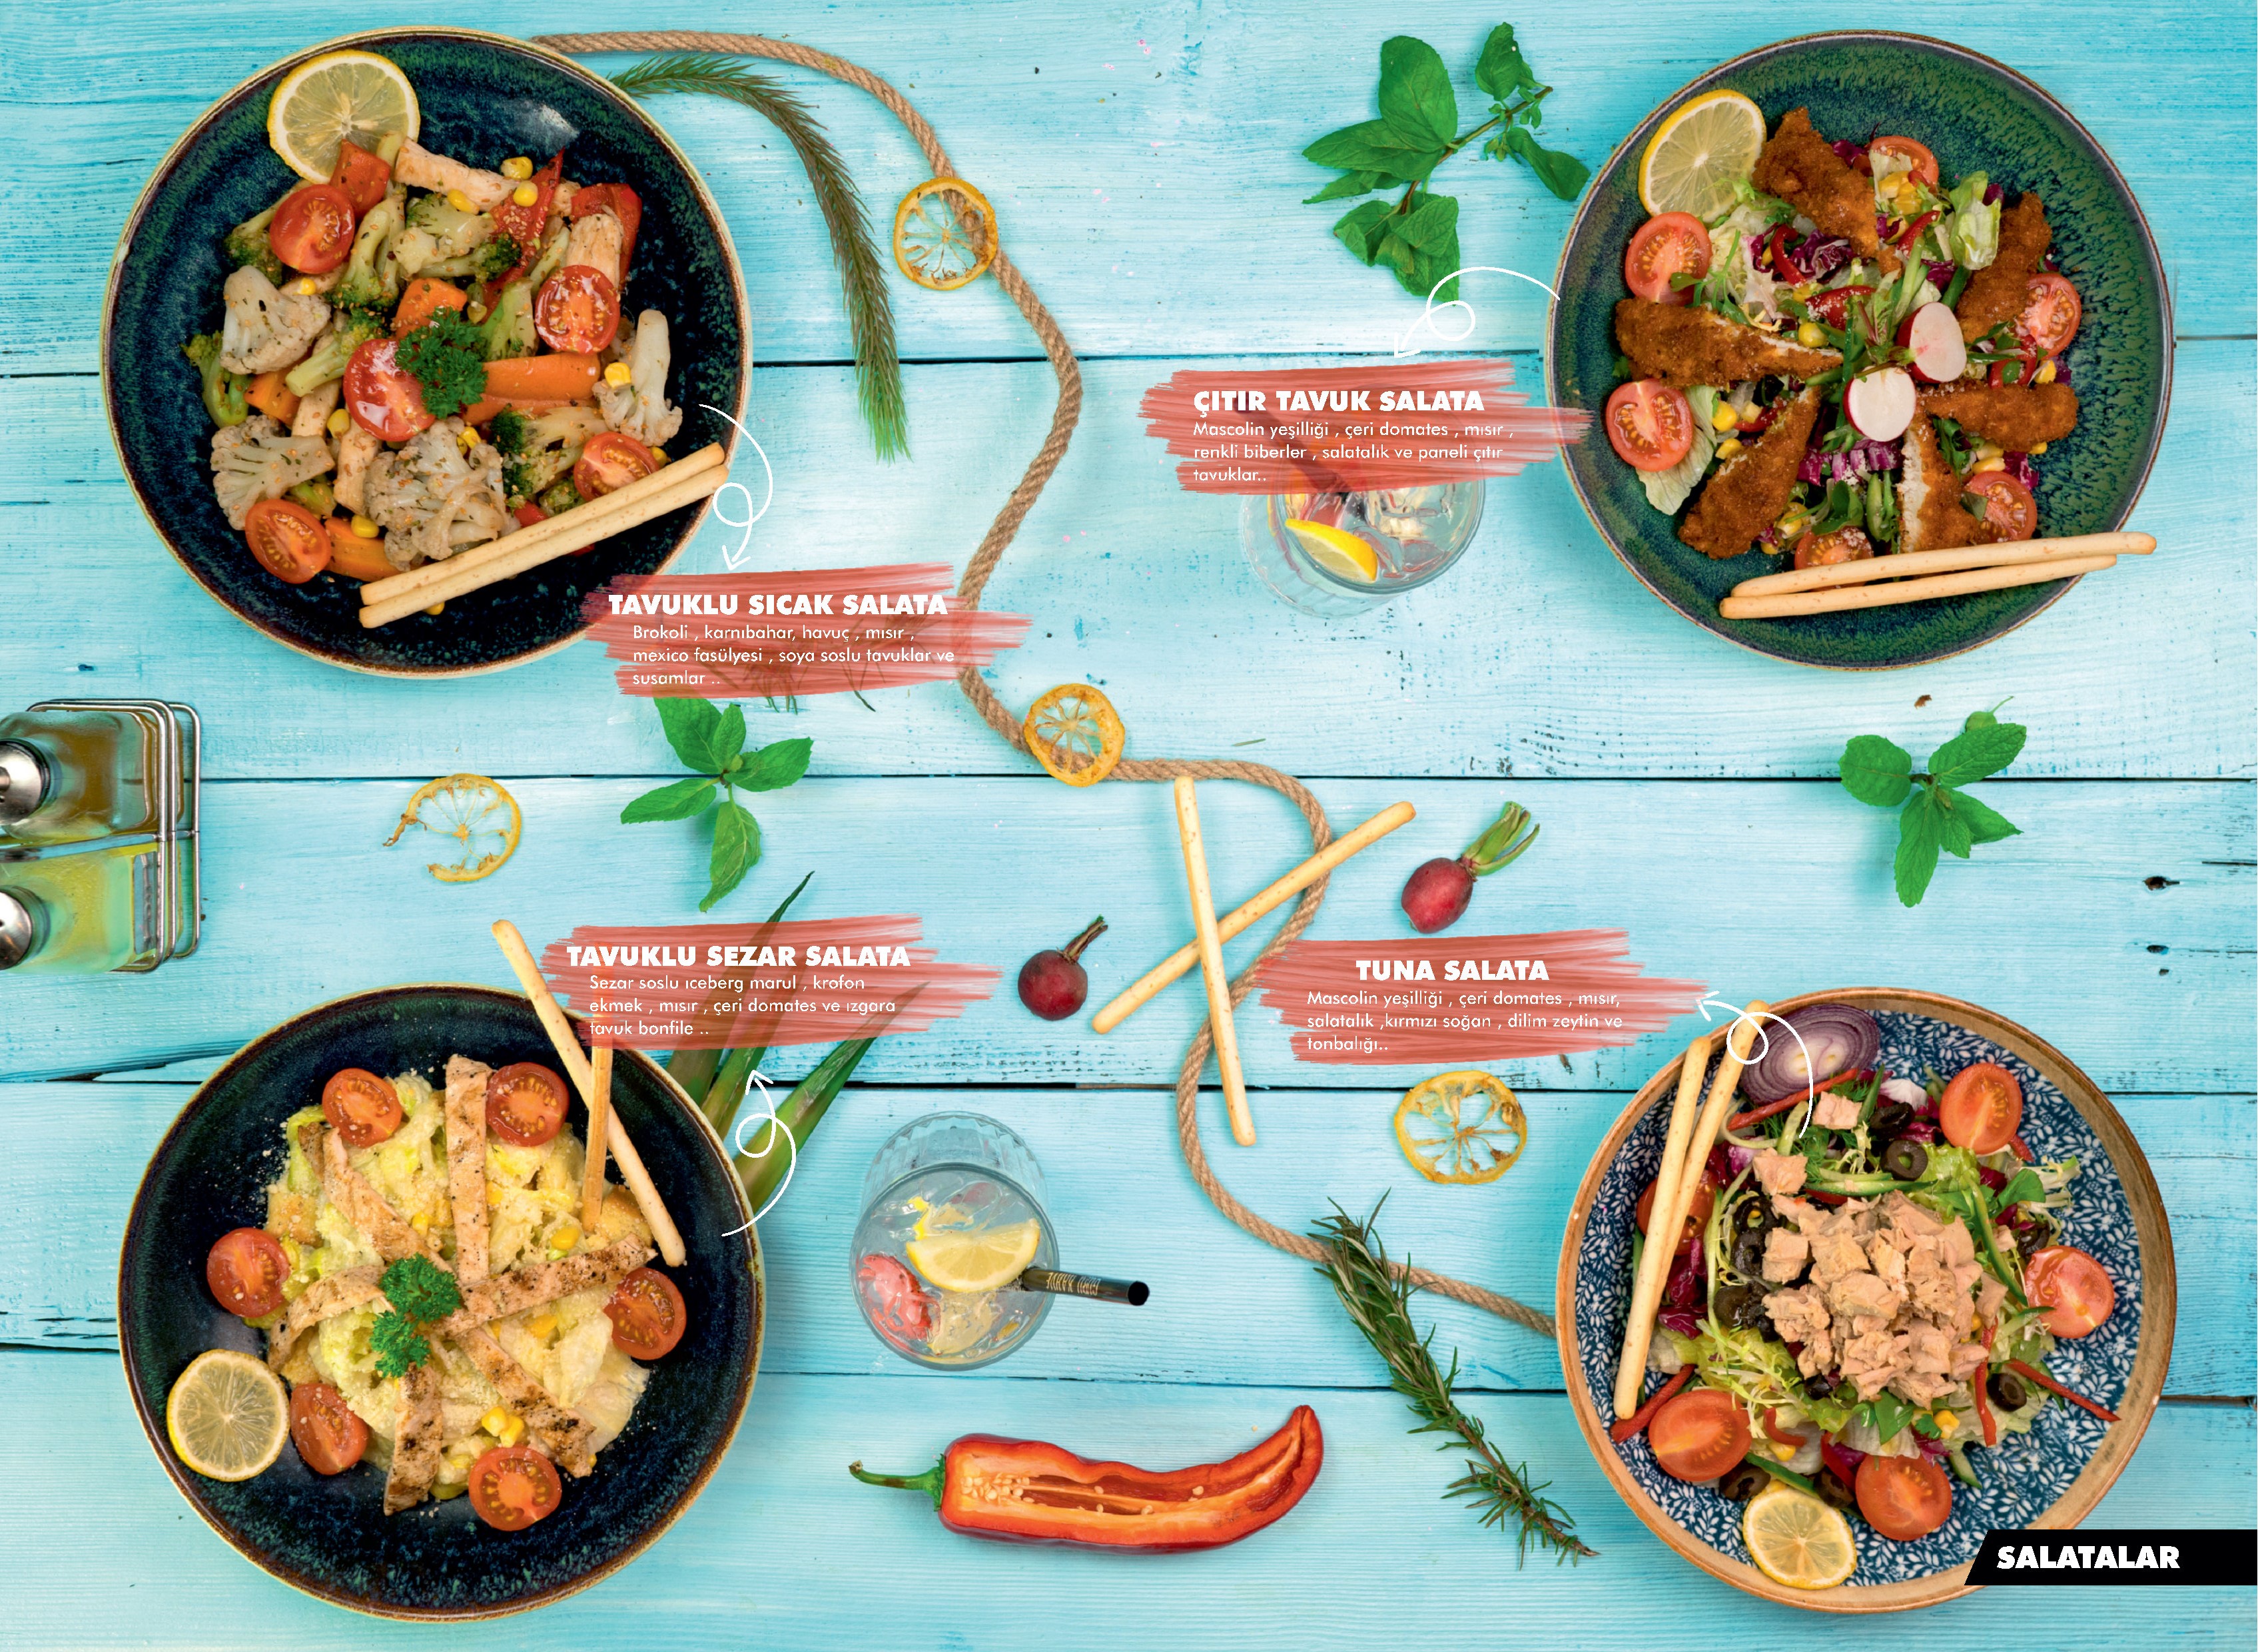 ÇITIR TAVUK SALATA
Mascolin yeşilliği , çeri domates , mısır ,
renkli biberler , salatalık ve paneli çıtır
tavuklar..
TAVUKLU SICAK SALATA
Brokoli , karnıbahar, havuç , mısır ,
mexico fasülyesi , soya soslu tavuklar ve
susamlar ..
TAVUKLU SEZAR SALATA
Sezar soslu ıceberg marul , krofon
ekmek , mısır , çeri domates ve ızgara
tavuk bonfile ..
TUNA SALATA
Mascolin yeşilliği , çeri domates , mısır,
salatalık ,kırmızı soğan , dilim zeytin ve
tonbalığı..
SALATALAR